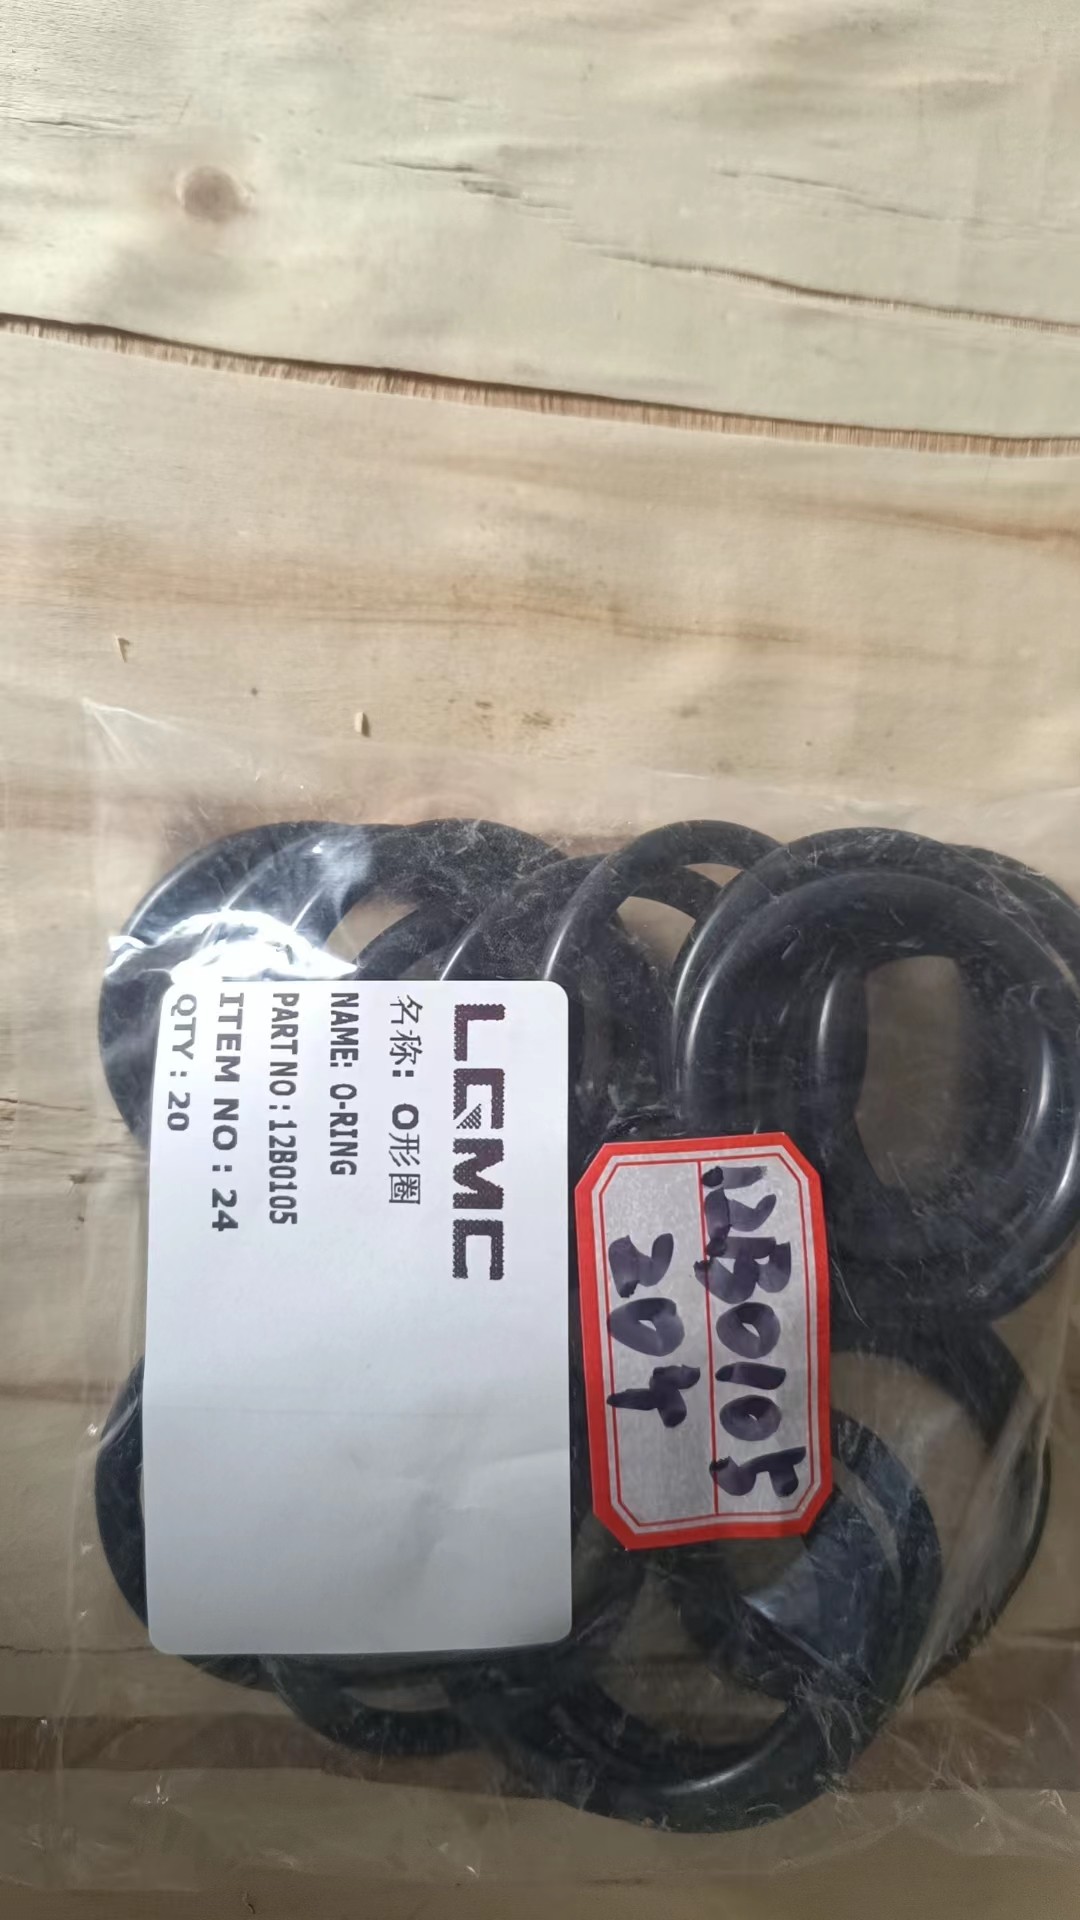 LGMC
名称: O形圈
NAME: O-RING
PART NO:12B0105
ITEM NO:24
QTY:20
12B0105
20个